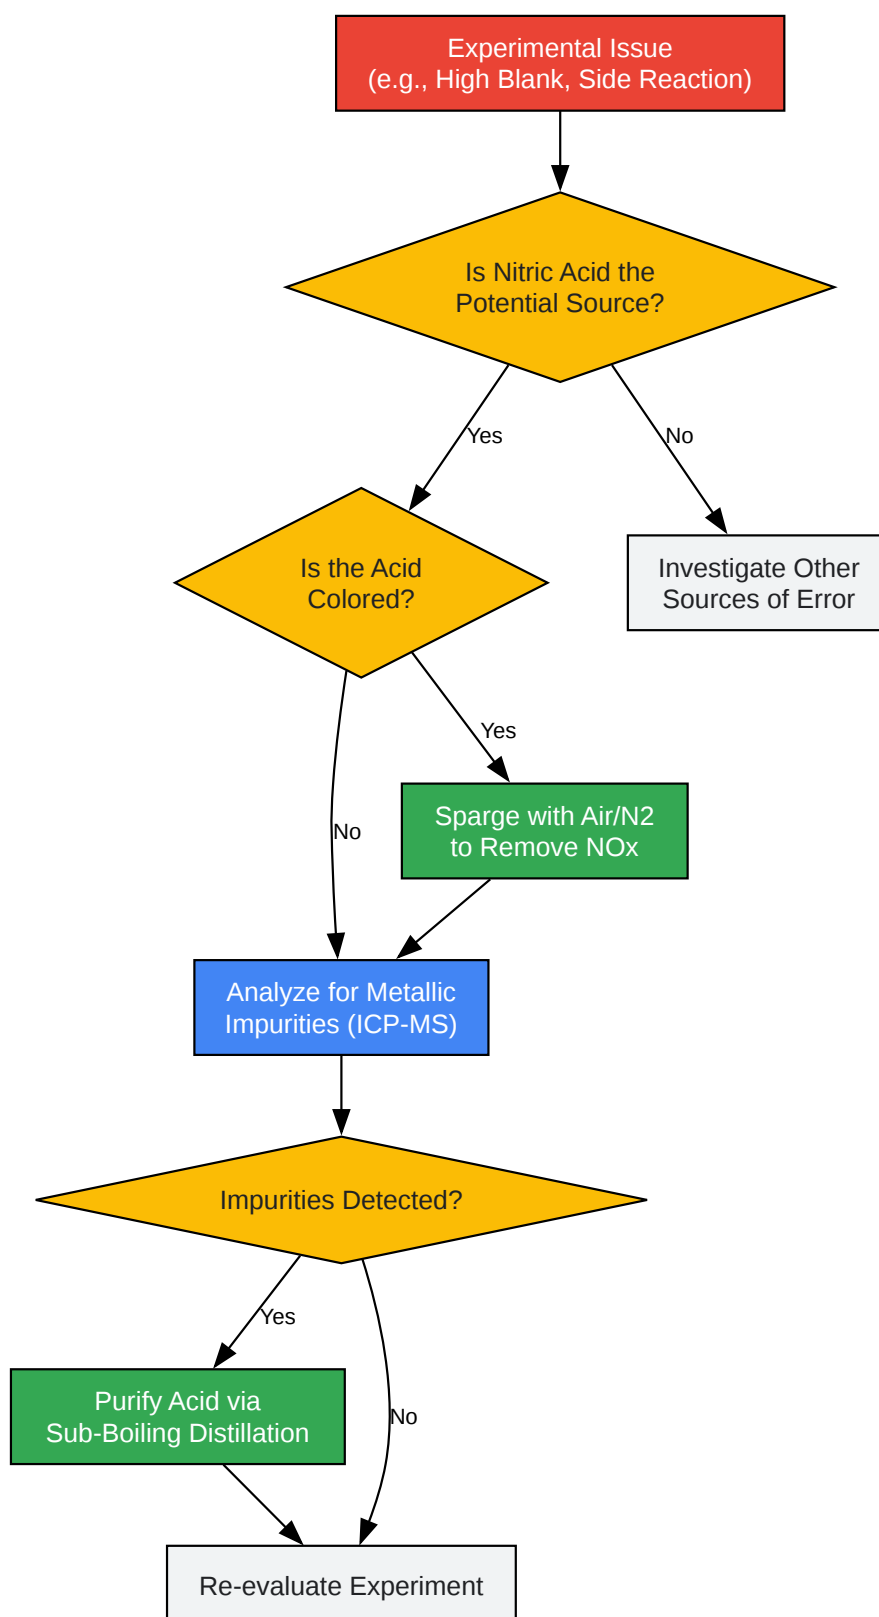 Experimental Issue
(e.g., High Blank, Side Reaction)
Is Nitric Acid the
Potential Source?
Yes
No
Is the Acid
Colored?
Investigate Other
Sources of Error
Yes
No
Sparge with Air/N2
to Remove NOx
Analyze for Metallic
Impurities (ICP-MS)
Impurities Detected?
Yes
No
Purify Acid via
Sub-Boiling Distillation
Re-evaluate Experiment